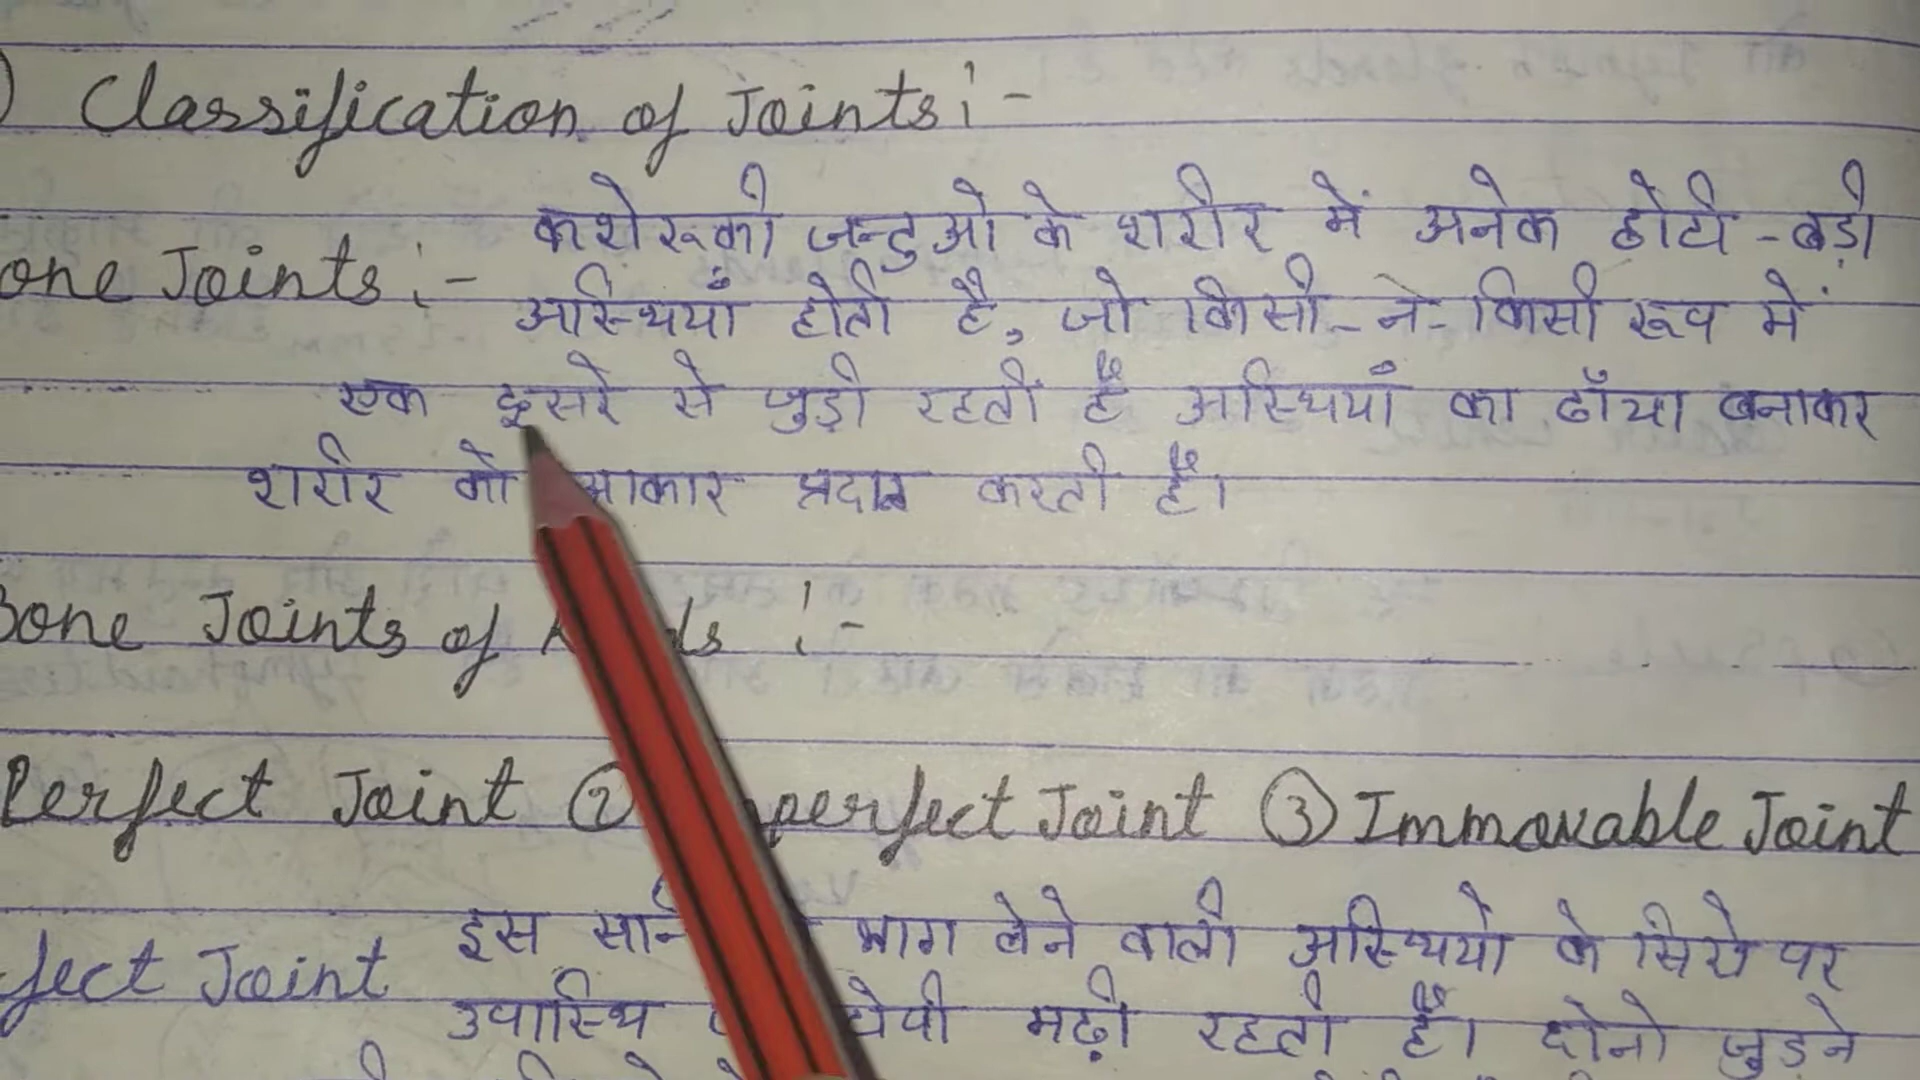 Classification of Joints :-
कशेरूकी जन्तुओ के शरीर में अनेक छोटी-बड़ी
one Joints :- अस्थियाँ होती है, जो किसी-ने-किसी रूप में
एक दूसरे से जुड़ी रहती है अस्थियाँ का ढाँचा बनाकर
शरीर को आकार प्रदान करती हैं।
Bone Joints of :-
Perfect Joint ② perfect Joint ③ Immovable Joint
इस भाग लेने वाली अस्थियों के सिरो पर
fect Joint उपास्थि मढ़ी रहती हैं। दोनो जुड़ने